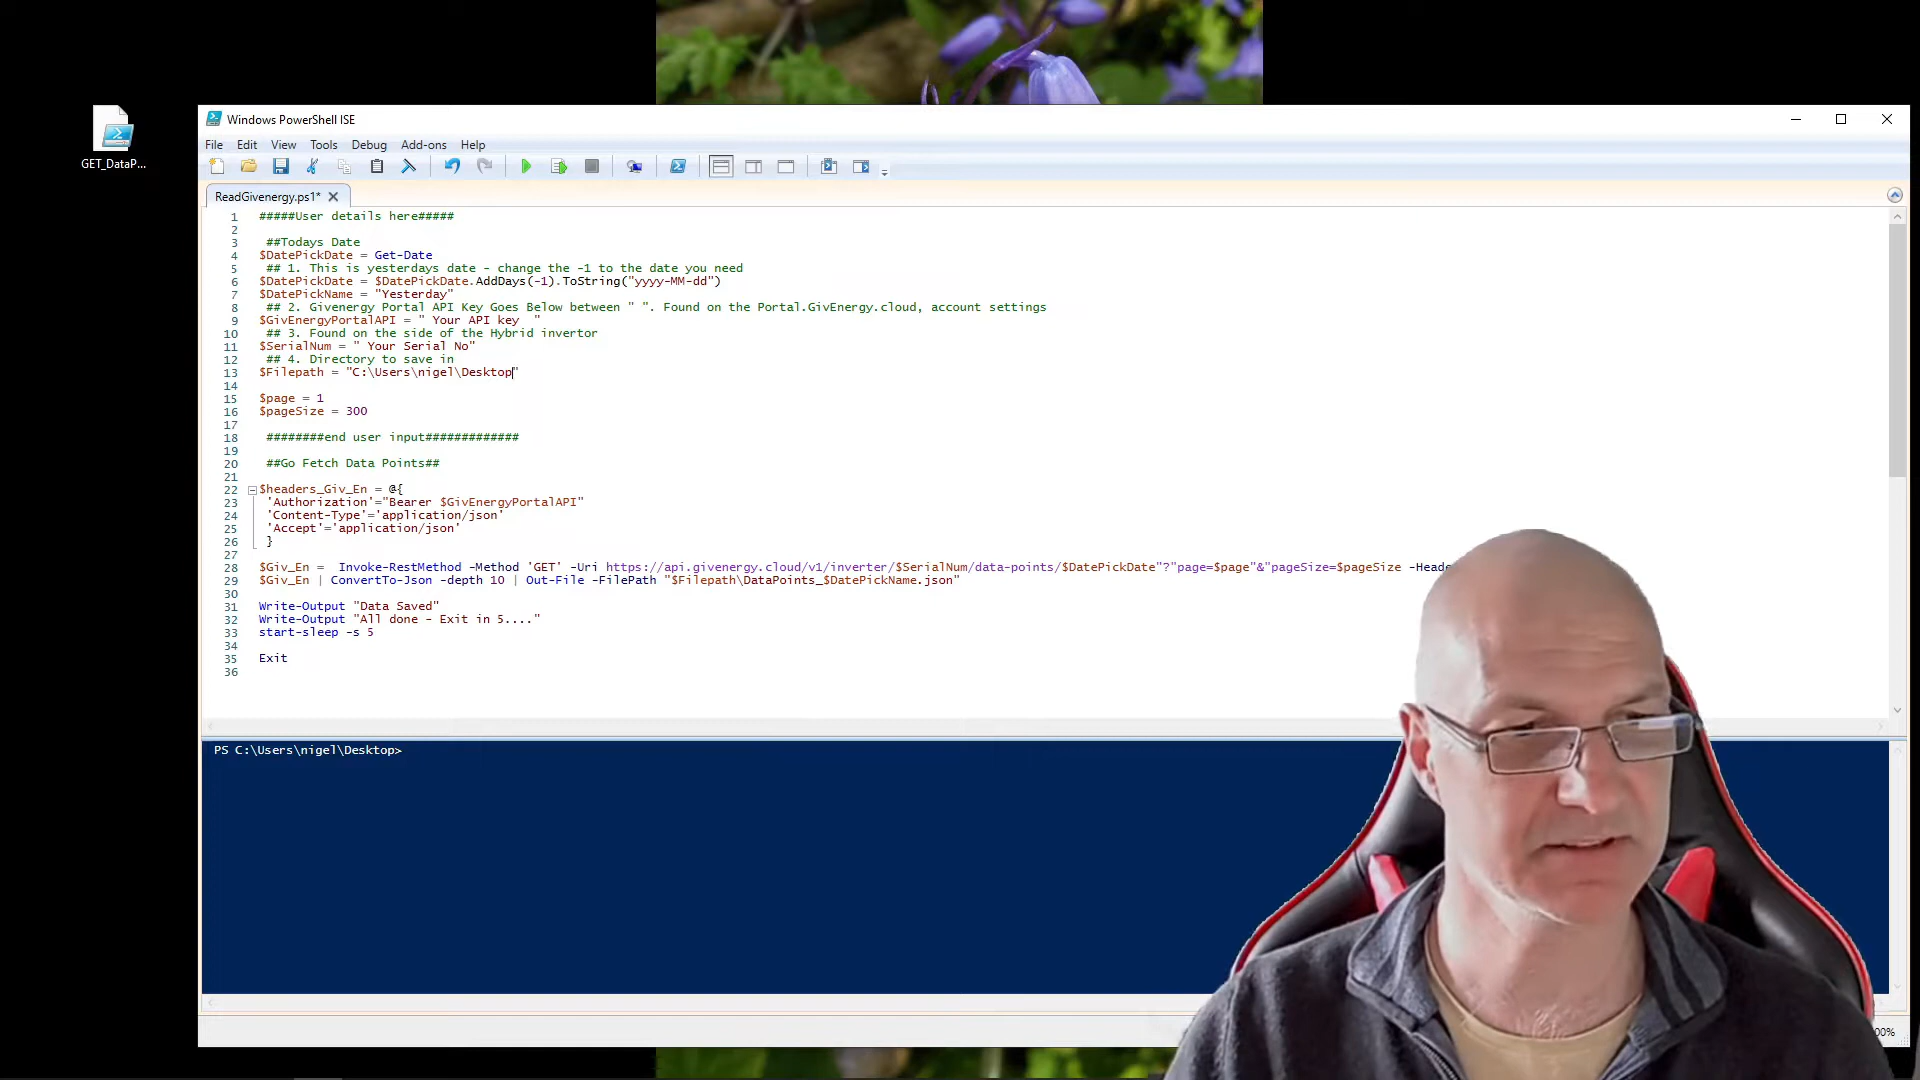 GET_DataP...
Windows PowerShell ISE
File Edit View Tools Debug Add-ons Help
ReadGivenergy.ps1*
1 #####User details here#####
2
3 ##Todays Date
4 $DatePickDate = Get-Date
5 ## 1. This is yesterdays date - change the -1 to the date you need
6 $DatePickDate = $DatePickDate.AddDays(-1).ToString("yyyy-MM-dd")
7 $DatePickName = "Yesterday"
8 ## 2. Givenergy Portal API Key Goes Below between " ". Found on the Portal.GivEnergy.cloud, account settings
9 $GivEnergyPortalAPI = " Your API key  "
10 ## 3. Found on the side of the Hybrid invertor
11 $SerialNum = " Your Serial No"
12 ## 4. Directory to save in
13 $Filepath = "C:\Users\nigel\Desktop"
14
15 $page = 1
16 $pageSize = 300
17
18 ########end user input#############
19
20 ##Go Fetch Data Points##
21
22 $headers_Giv_En = @{
23 'Authorization'="Bearer $GivEnergyPortalAPI"
24 'Content-Type'='application/json'
25 'Accept'='application/json'
26 }
27
28 $Giv_En =  Invoke-RestMethod -Method 'GET' -Uri https://api.givenergy.cloud/v1/inverter/$SerialNum/data-points/$DatePickDate"?"page=$page"&"pageSize=$pageSize -Heade
29 $Giv_En | ConvertTo-Json -depth 10 | Out-File -FilePath "$Filepath\DataPoints_$DatePickName.json"
30
31 Write-Output "Data Saved"
32 Write-Output "All done - Exit in 5...."
33 start-sleep -s 5
34
35 Exit
36
PS C:\Users\nigel\Desktop>
00%